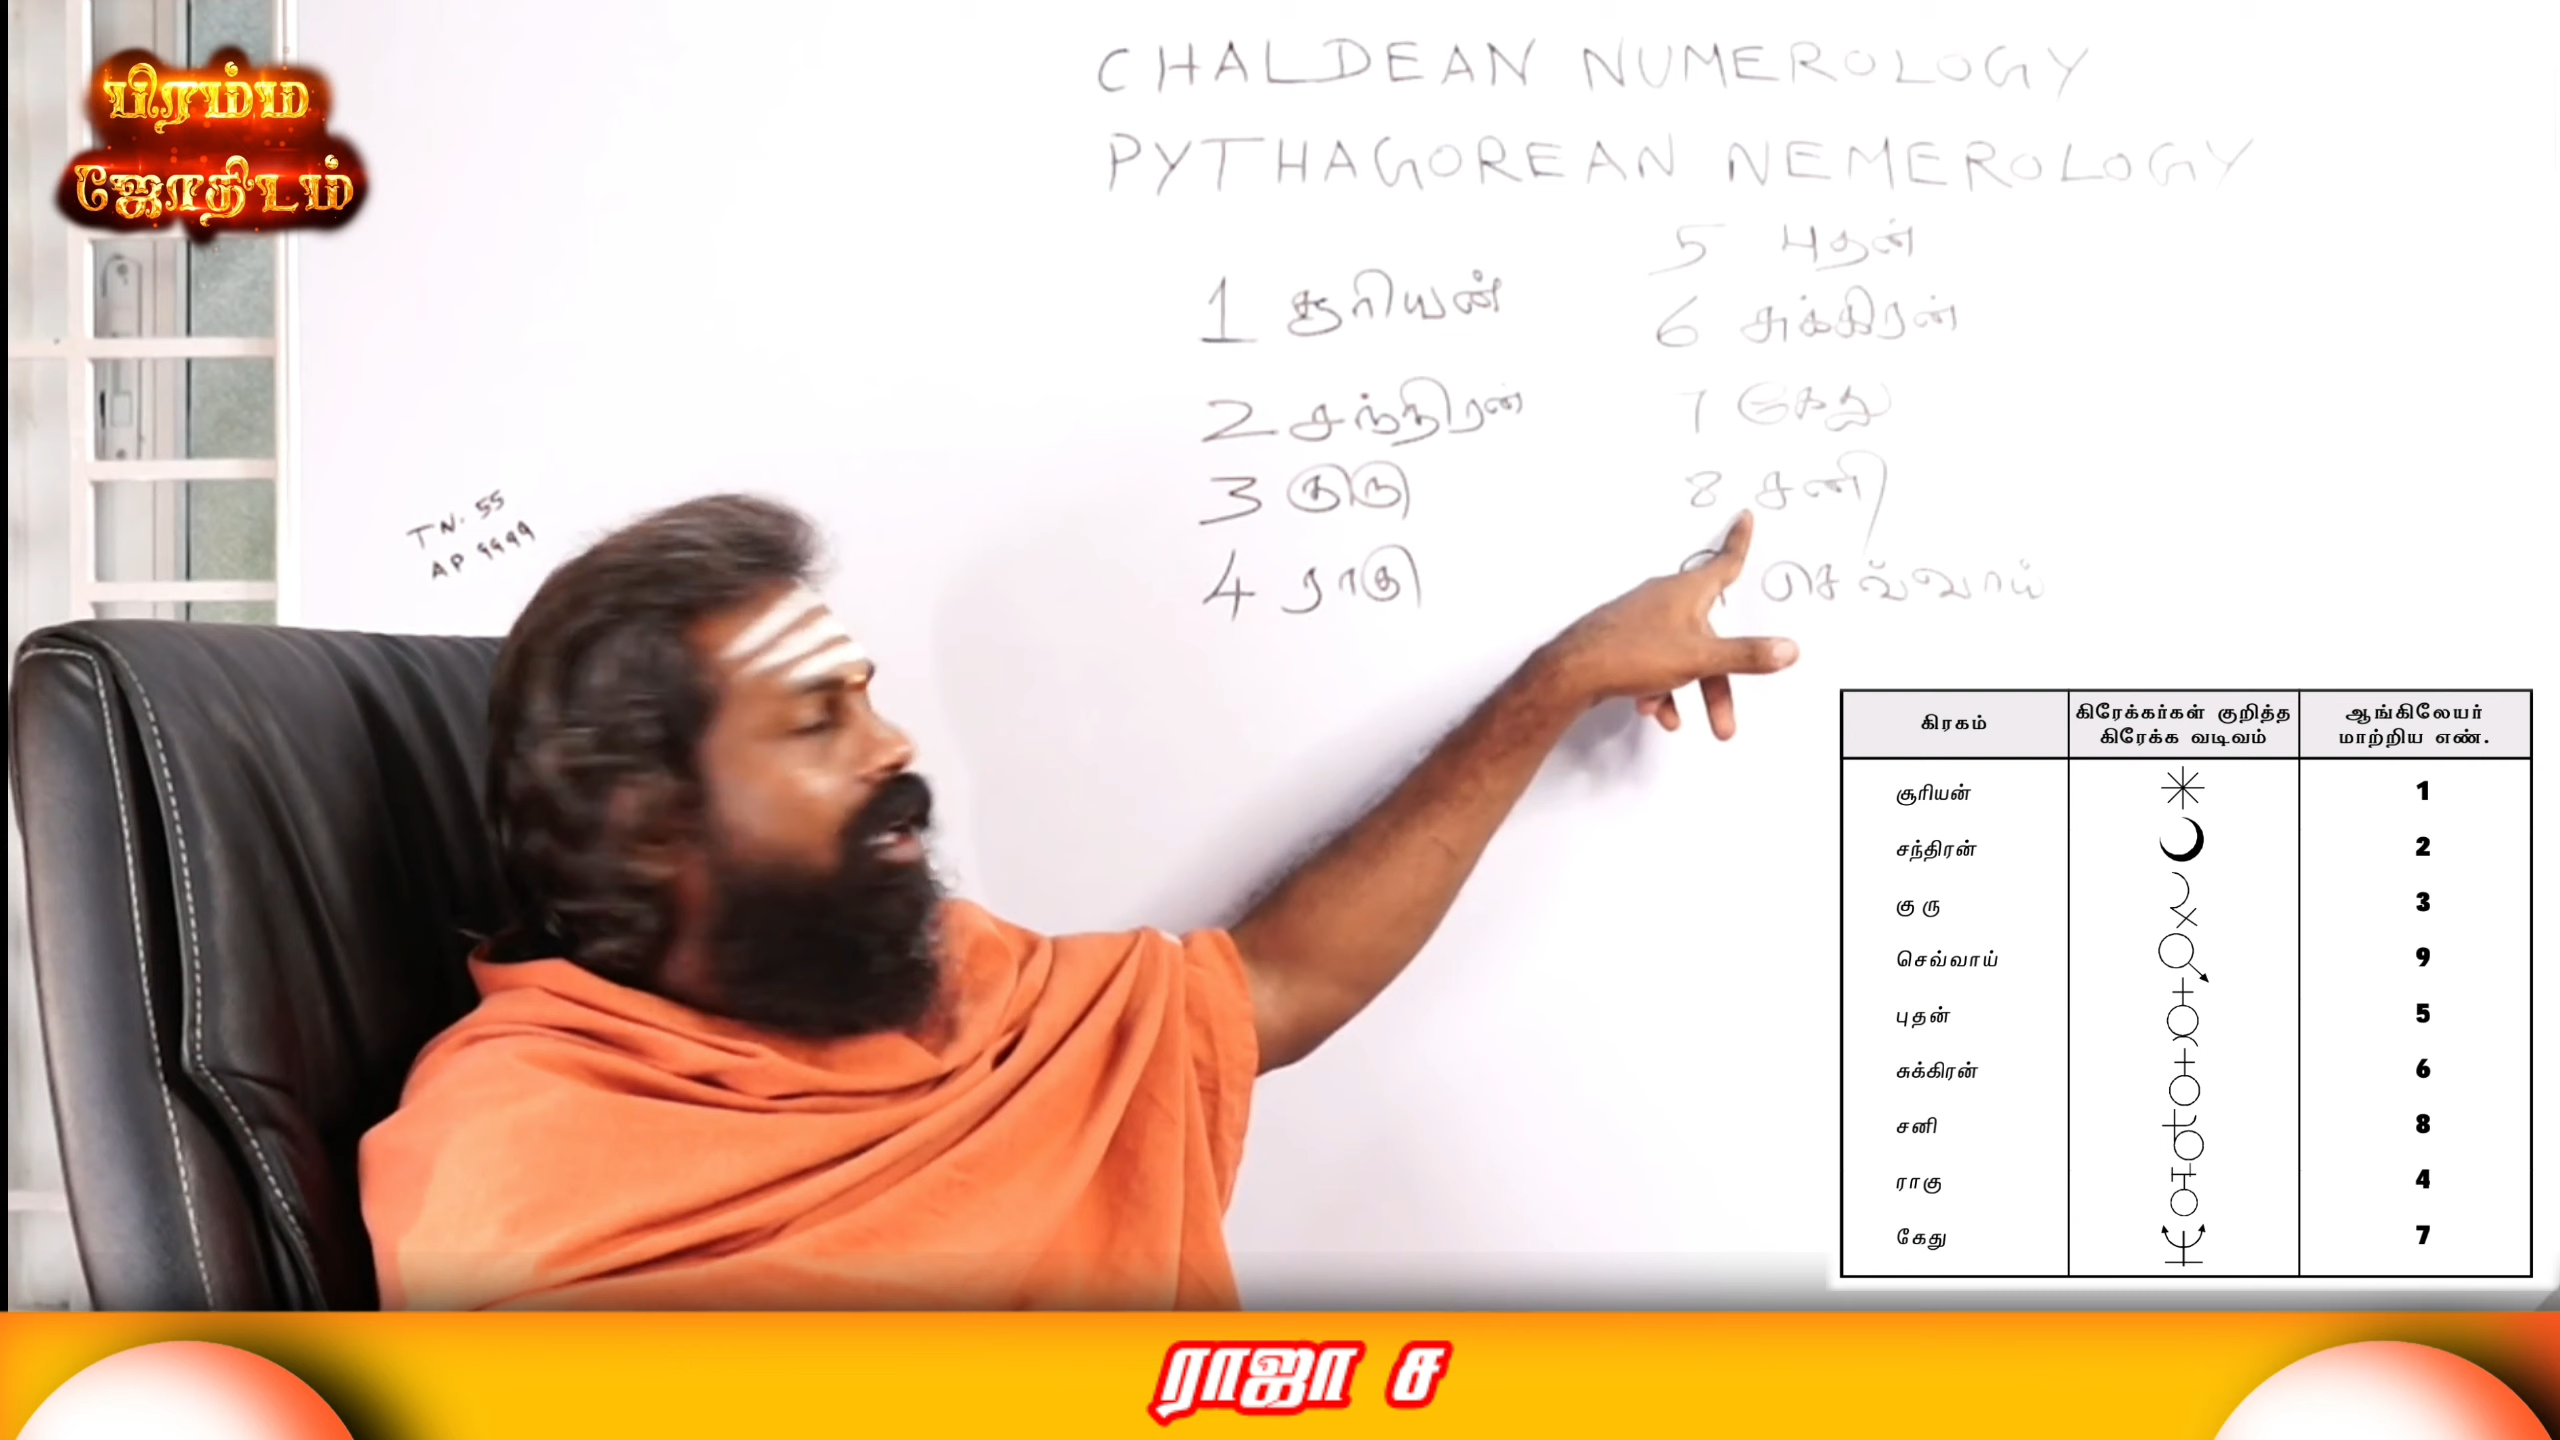 பிரம்ம
ஜோதிடம்
CHALDEAN NUMEROLOGY
PYTHAGOREAN NEMEROLOGY
1 சூரியன்
2 சந்திரன்
3 குரு
4 ராகு
5 புதன்
6 சுக்கிரன்
7 கேது
8 சனி
9 செவ்வாய்
TN. 55
AP 9999
கிரகம் கிரேக்கர்கள் குறித்த கிரேக்க வடிவம் ஆங்கிலேயர் மாற்றிய எண்.
சூரியன் 1
சந்திரன் 2
குரு 3
செவ்வாய் 9
புதன் 5
சுக்கிரன் 6
சனி 8
ராகு 4
கேது 7
ராஜா ச